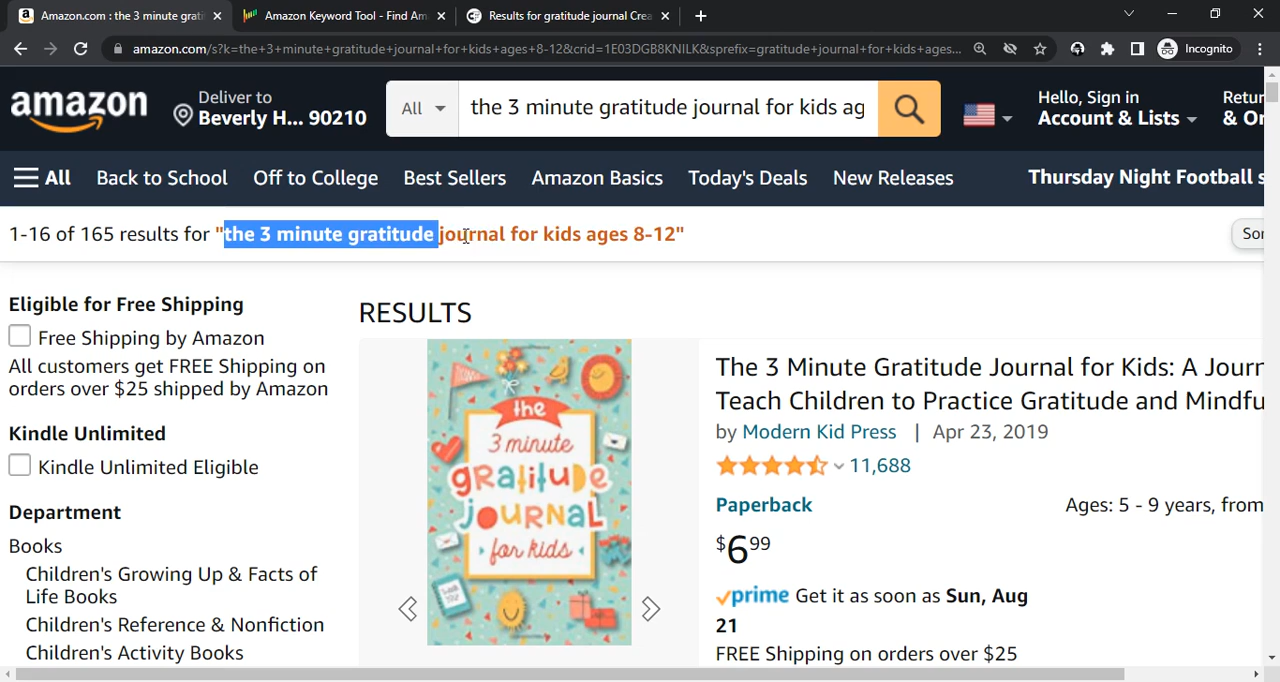 Amazon.com : the 3 minute grati
Amazon Keyword Tool - Find Am
Results for gratitude journal Crea
amazon.com/s?k=the+3+minute+gratitude+journal+for+kids+ages+8-12&crid=1E03DGB8KNILK&sprefix=gratitude+journal+for+kids+ages...
Incognito
amazon
Deliver to
Beverly H... 90210
All
the 3 minute gratitude journal for kids ag
Hello, Sign in
Account & Lists
Retur
& Or
All
Back to School
Off to College
Best Sellers
Amazon Basics
Today's Deals
New Releases
Thursday Night Football s
1-16 of 165 results for "the 3 minute gratitude journal for kids ages 8-12"
Sor
Eligible for Free Shipping
Free Shipping by Amazon
All customers get FREE Shipping on
orders over $25 shipped by Amazon
Kindle Unlimited
Kindle Unlimited Eligible
Department
Books
Children's Growing Up & Facts of
Life Books
Children's Reference & Nonfiction
Children's Activity Books
RESULTS
the
3 minute
gratitude
JOURNAL
for kids
The 3 Minute Gratitude Journal for Kids: A Journ
Teach Children to Practice Gratitude and Mindfu
by Modern Kid Press | Apr 23, 2019
11,688
Paperback
Ages: 5 - 9 years, from
$6 99
prime Get it as soon as Sun, Aug
21
FREE Shipping on orders over $25